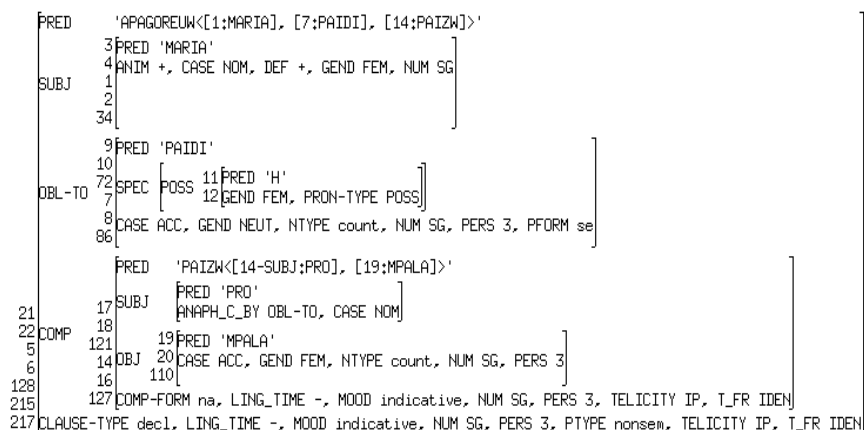 PRED 'APAGOREUW<[1:MARIA], [7:PAIDI], [14:PAIZW]>'
3 PRED 'MARIA'
4 ANIM +, CASE NOM, DEF +, GEND FEM, NUM SG
SUBJ 1
2
34
9 PRED 'PAIDI'
10
OBL-TO 72 SPEC POSS 11 PRED 'H'
7 12 GEND FEM, PRON-TYPE POSS
8 CASE ACC, GEND NEUT, NTYPE count, NUM SG, PERS 3, PFORM se
86
PRED 'PAIZW<[14-SUBJ:PRO], [19:MPALA]>'
17 SUBJ PRED 'PRO'
21 ANAPH_C_BY OBL-TO, CASE NOM
22 COMP 18
5 121 19 PRED 'MPALA'
6 14 OBJ 20 CASE ACC, GEND FEM, NTYPE count, NUM SG, PERS 3
128 16 110
215 127 COMP-FORM na, LING_TIME -, MOOD indicative, NUM SG, PERS 3, TELICITY IP, T_FR IDEN
217 CLAUSE-TYPE decl, LING_TIME -, MOOD indicative, NUM SG, PERS 3, PTYPE nonsem, TELICITY IP, T_FR IDEN